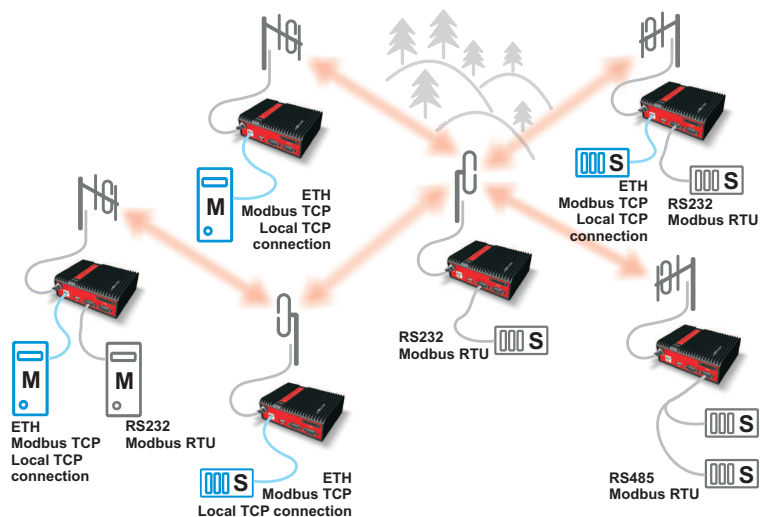 M
ETH
Modbus TCP
Local TCP
connection
S
ETH
Modbus TCP
Local TCP
connection
S
RS232
Modbus RTU
M
ETH
Modbus TCP
Local TCP
connection
M
RS232
Modbus RTU
S
ETH
Modbus TCP
Local TCP connection
RS232
Modbus RTU
S
S
S
RS485
Modbus RTU